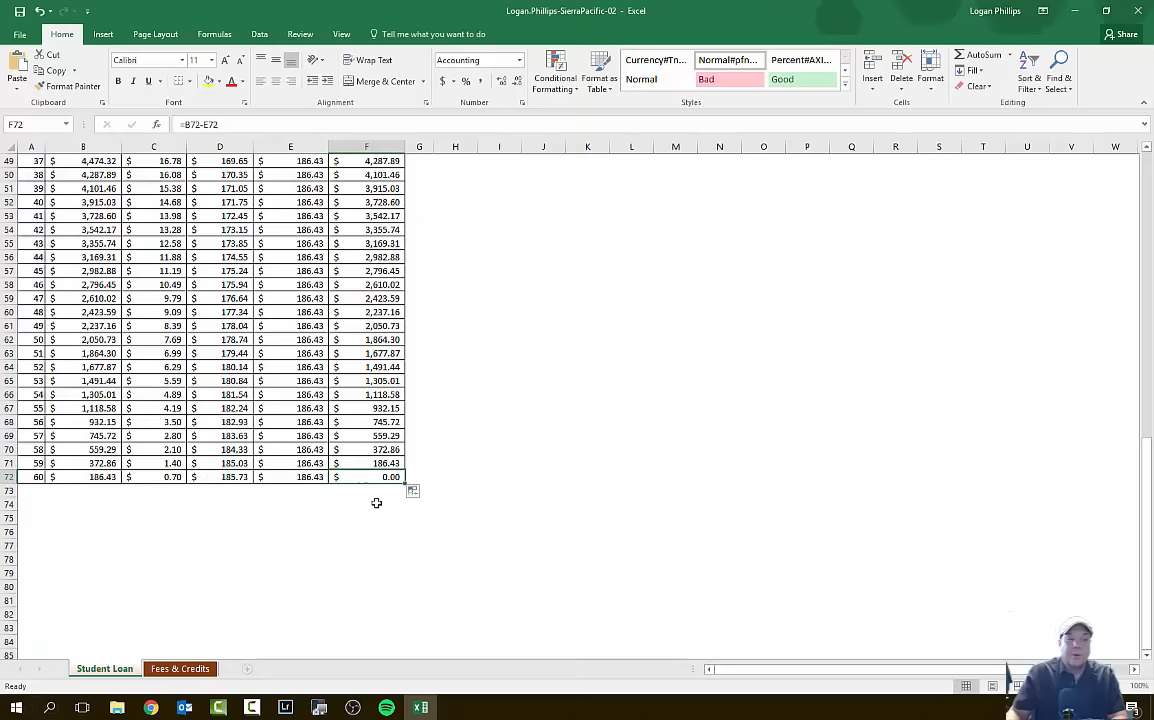 Logan.Phillips-SierraPacific-02 - Excel
Logan Phillips
File Home Insert Page Layout Formulas Data Review View Tell me what you want to do
Share
Paste
Cut
Copy
Format Painter
Calibri 11
B I U
Wrap Text
Merge & Center
Accounting
$ % ,
Conditional Formatting
Format as Table
Currency#Tn... Normal#pfn... Percent#AXI...
Normal Bad Good
Insert Delete Format
AutoSum
Fill
Clear
Sort & Filter
Find & Select
Clipboard Font Alignment Number Styles Cells Editing
F72 fx =B72-E72
A B C D E F G H I J K L M N O P Q R S T U V W
49 37 $ 4,474.32 $ 16.78 $ 169.65 $ 186.43 $ 4,287.89
50 38 $ 4,287.89 $ 16.08 $ 170.35 $ 186.43 $ 4,101.46
51 39 $ 4,101.46 $ 15.38 $ 171.05 $ 186.43 $ 3,915.03
52 40 $ 3,915.03 $ 14.68 $ 171.75 $ 186.43 $ 3,728.60
53 41 $ 3,728.60 $ 13.98 $ 172.45 $ 186.43 $ 3,542.17
54 42 $ 3,542.17 $ 13.28 $ 173.15 $ 186.43 $ 3,355.74
55 43 $ 3,355.74 $ 12.58 $ 173.85 $ 186.43 $ 3,169.31
56 44 $ 3,169.31 $ 11.88 $ 174.55 $ 186.43 $ 2,982.88
57 45 $ 2,982.88 $ 11.19 $ 175.24 $ 186.43 $ 2,796.45
58 46 $ 2,796.45 $ 10.49 $ 175.94 $ 186.43 $ 2,610.02
59 47 $ 2,610.02 $ 9.79 $ 176.64 $ 186.43 $ 2,423.59
60 48 $ 2,423.59 $ 9.09 $ 177.34 $ 186.43 $ 2,237.16
61 49 $ 2,237.16 $ 8.39 $ 178.04 $ 186.43 $ 2,050.73
62 50 $ 2,050.73 $ 7.69 $ 178.74 $ 186.43 $ 1,864.30
63 51 $ 1,864.30 $ 6.99 $ 179.44 $ 186.43 $ 1,677.87
64 52 $ 1,677.87 $ 6.29 $ 180.14 $ 186.43 $ 1,491.44
65 53 $ 1,491.44 $ 5.59 $ 180.84 $ 186.43 $ 1,305.01
66 54 $ 1,305.01 $ 4.89 $ 181.54 $ 186.43 $ 1,118.58
67 55 $ 1,118.58 $ 4.19 $ 182.24 $ 186.43 $ 932.15
68 56 $ 932.15 $ 3.50 $ 182.93 $ 186.43 $ 745.72
69 57 $ 745.72 $ 2.80 $ 183.63 $ 186.43 $ 559.29
70 58 $ 559.29 $ 2.10 $ 184.33 $ 186.43 $ 372.86
71 59 $ 372.86 $ 1.40 $ 185.03 $ 186.43 $ 186.43
72 60 $ 186.43 $ 0.70 $ 185.73 $ 186.43 $ 0.00
73
74
75
76
77
78
79
80
81
82
83
84
85
Student Loan Fees & Credits
Ready
100%